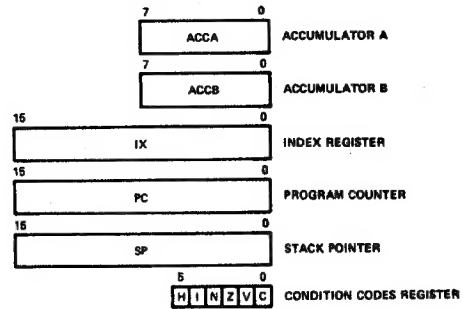 7 0
ACCA ACCUMULATOR A
7 0
ACCB ACCUMULATOR B
15 0
IX INDEX REGISTER
15 0
PC PROGRAM COUNTER
15 0
SP STACK POINTER
5 0
H I N Z V C CONDITION CODES REGISTER